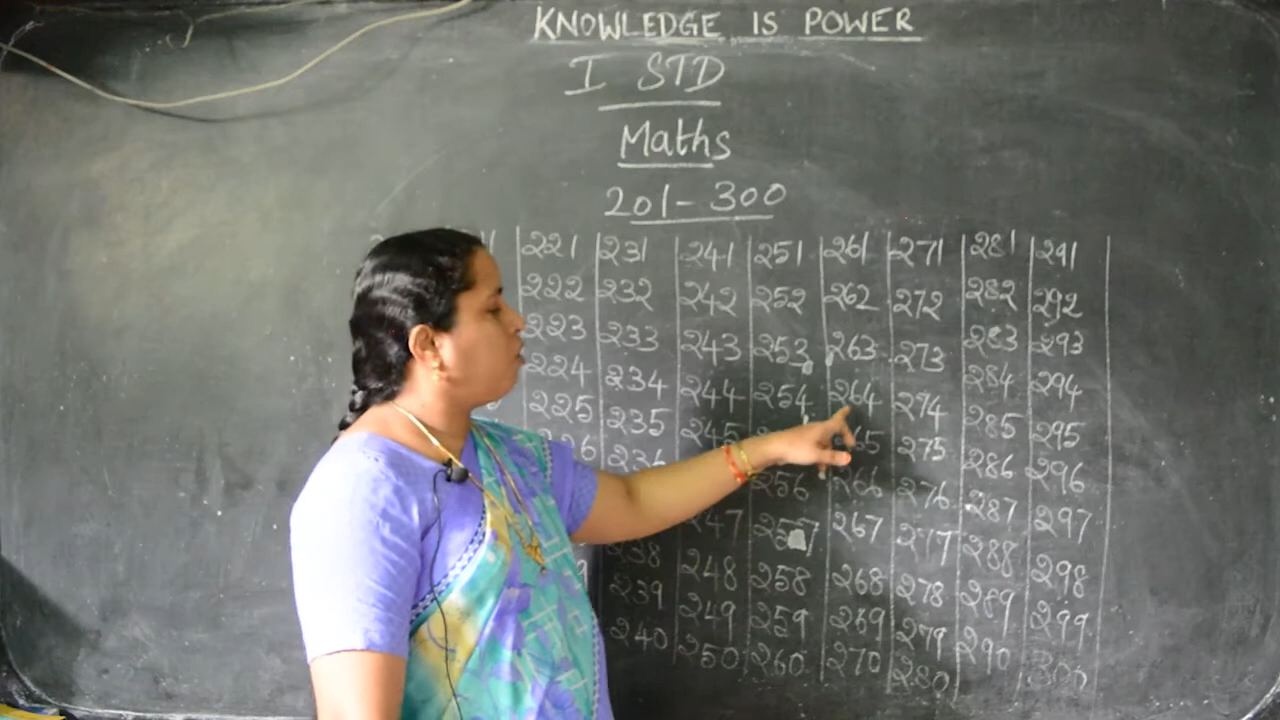 KNOWLEDGE IS POWER
I STD
Maths
201-300
221 231 241 251 261 271 281 291
222 232 242 252 262 272 282 292
223 233 243 253 263 273 283 293
224 234 244 254 264 274 284 294
225 235 245 275 285 295
256 266 276 286 296
247 257 267 277 287 297
238 248 258 268 278 288 298
239 249 259 269 279 289 299
240 250 260 270 280 290 300